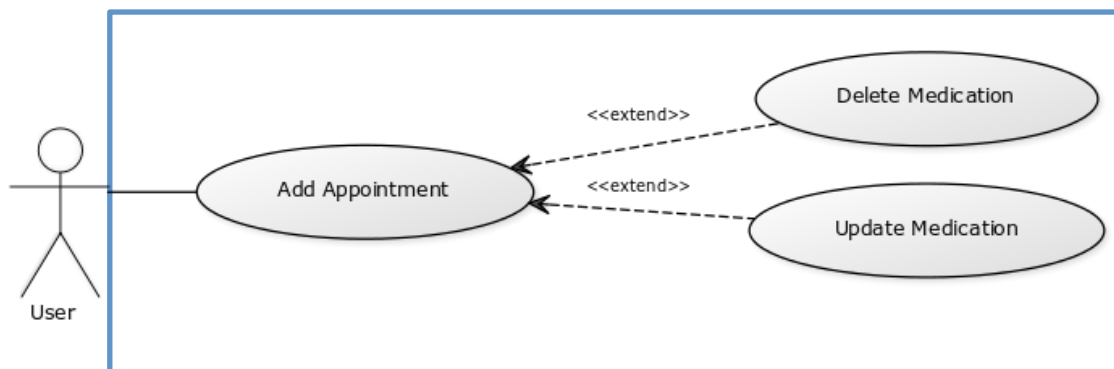 Delete Medication
<<extend>>
Add Appointment
<<extend>>
Update Medication
User